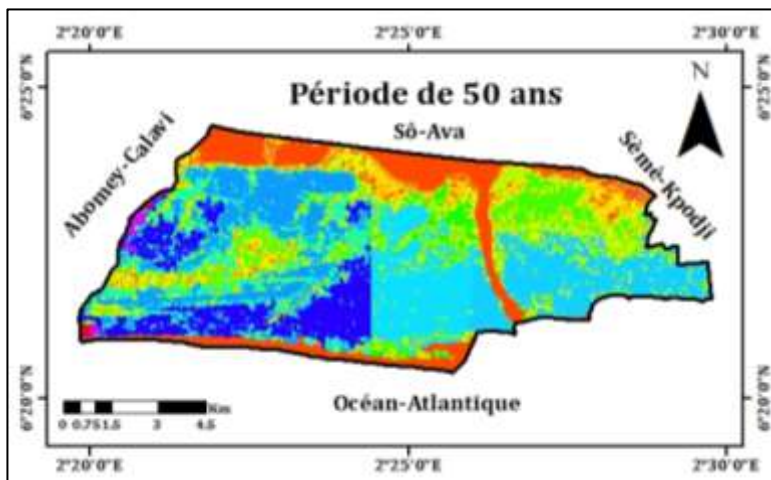 2°20'0"E 2°25'0"E 2°30'0"E
6°25'0"N 6°25'0"N
N
Période de 50 ans
Sô-Ava
Abomey-Calavi
Sèmè-Kpodji
Océan-Atlantique
Km
0 0.75 1.5 3 4.5
6°20'0"N 6°20'0"N
2°20'0"E 2°25'0"E 2°30'0"E